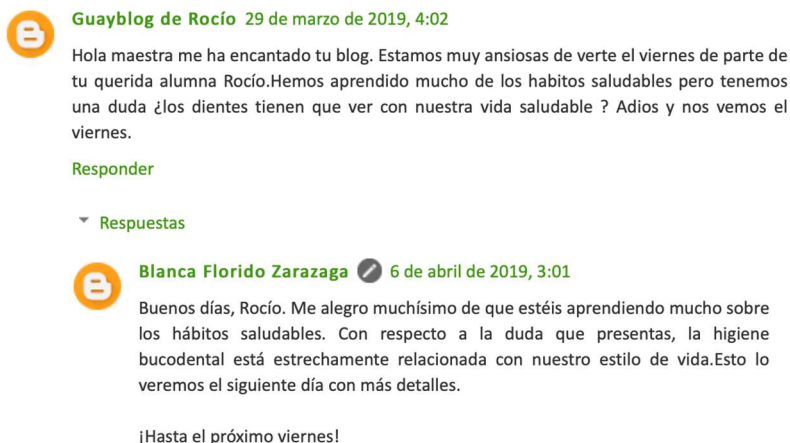 Guayblog de Rocío 29 de marzo de 2019, 4:02
Hola maestra me ha encantado tu blog. Estamos muy ansiosas de verte el viernes de parte de
tu querida alumna Rocío.Hemos aprendido mucho de los habitos saludables pero tenemos
una duda ¿los dientes tienen que ver con nuestra vida saludable ? Adios y nos vemos el
viernes.
Responder
Respuestas
Blanca Florido Zarazaga 6 de abril de 2019, 3:01
Buenos días, Rocío. Me alegro muchísimo de que estéis aprendiendo mucho sobre
los hábitos saludables. Con respecto a la duda que presentas, la higiene
bucodental está estrechamente relacionada con nuestro estilo de vida.Esto lo
veremos el siguiente día con más detalles.
¡Hasta el próximo viernes!